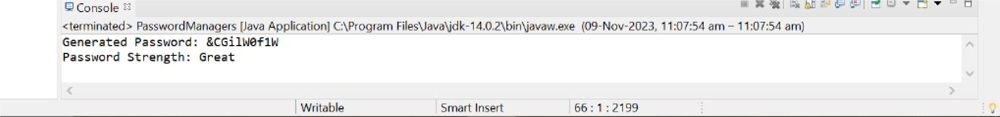 Console
<terminated> PasswordManagers [Java Application] C:\Program Files\Java\jdk-14.0.2\bin\javaw.exe (09-Nov-2023, 11:07:54 am – 11:07:54 am)
Generated Password: &CGilW0f1W
Password Strength: Great
Writable Smart Insert 66 : 1 : 2199